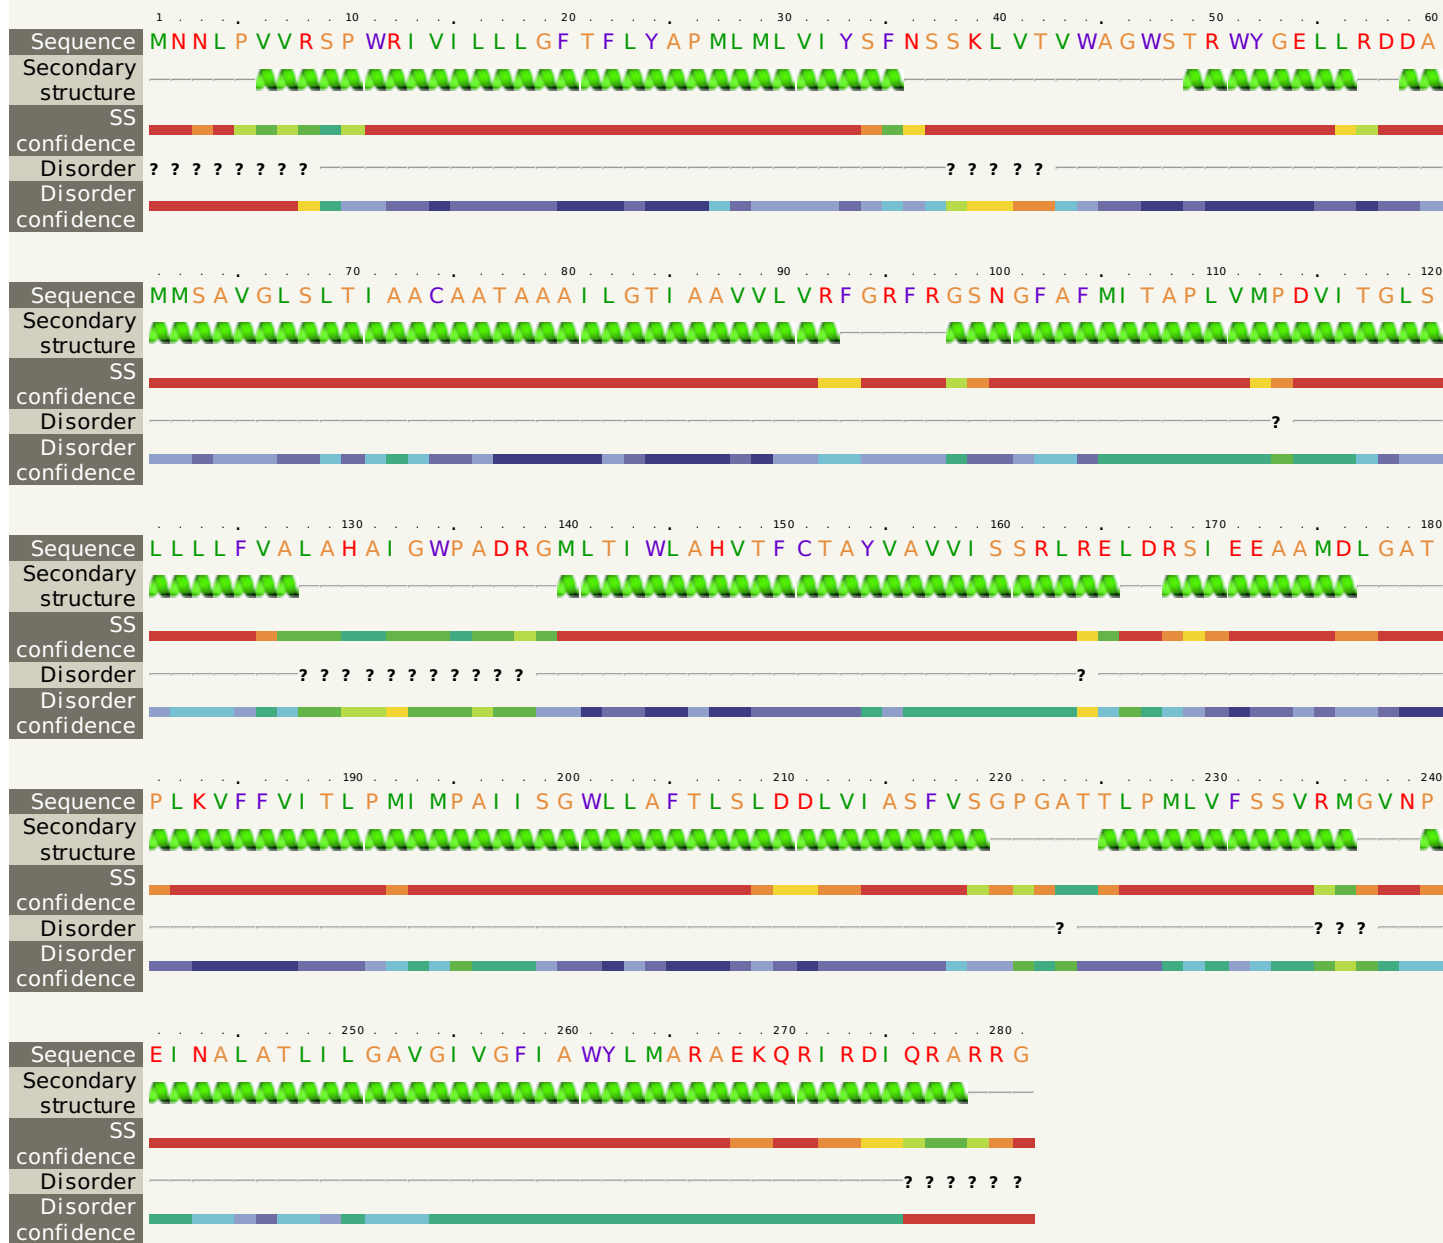 1 . . . . 10 . . . . 20 . . . . 30 . . . . 40 . . . . 50 . . . . 60
Sequence MNNLPVVRSPWRIVILLLGFTFLYAPMLMLVIYSFNSSKLVTVWAGWSTRWYGELLRDDA
Secondary
structure
SS
confidence
Disorder ? ? ? ? ? ? ? ? ? ? ? ? ?
Disorder
confidence
. . . . 70 . . . . 80 . . . . 90 . . . . 100 . . . . 110 . . . . 120
Sequence MMSAVGLSLTIAACAATAAAILGTIAAVVLVRFGRFRGSNGFAFMITAPLVMPDVITGLS
Secondary
structure
SS
confidence
Disorder ?
Disorder
confidence
. . . . 130 . . . . 140 . . . . 150 . . . . 160 . . . . 170 . . . . 180
Sequence LLLLFVALAHAIGWPADRGMLTIWLAHVTFCTAYVAVVISSRLRELDRSIEEAAMDLGAT
Secondary
structure
SS
confidence
Disorder ? ? ? ? ? ? ? ? ? ? ? ?
Disorder
confidence
. . . . 190 . . . . 200 . . . . 210 . . . . 220 . . . . 230 . . . . 240
Sequence PLKVFFVITLPMIMPAIISGWLLAFTLSLDDLVIASFVSGPGATTLPMLVFSSVRMGVNP
Secondary
structure
SS
confidence
Disorder ? ? ? ?
Disorder
confidence
. . . . 250 . . . . 260 . . . . 270 . . . . 280 .
Sequence EINALATLILGAVGIVGFIAWYLMARAEKQRIRDIQRARRG
Secondary
structure
SS
confidence
Disorder ? ? ? ? ? ?
Disorder
confidence